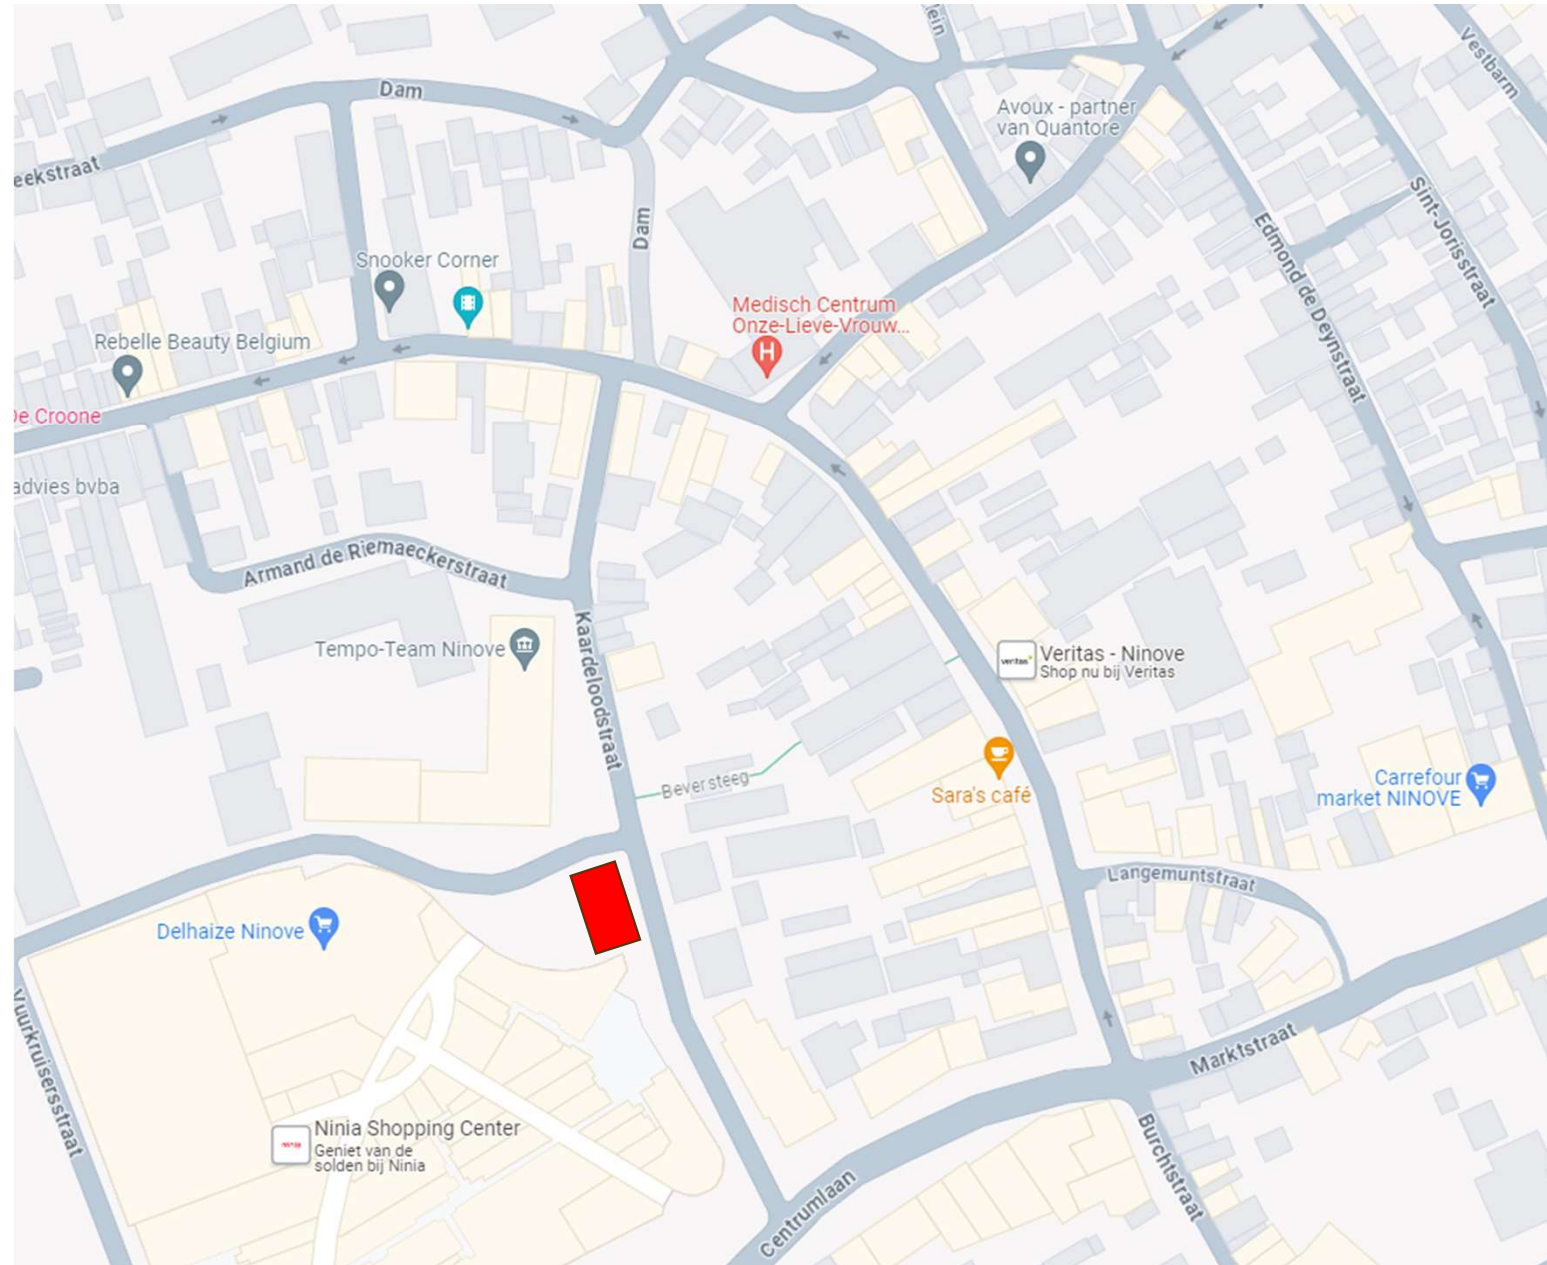 Dam
lein
Vestbarm
Avoux - partner
van Quantore
eekstraat
Sint-Jorisstraat
Dam
Edmond de Deynstraat
Snooker Corner
Medisch Centrum
Onze-Lieve-Vrouw...
H
Rebelle Beauty Belgium
De Croone
advies bvba
Armand de Riemaeckerstraat
Kaardeloodstraat
Tempo-Team Ninove
veritas
Veritas - Ninove
Shop nu bij Veritas
Beversteeg
Sara's café
Carrefour
market NINOVE
Langemuntstraat
Delhaize Ninove
Vuurkruisersstraat
Marktstraat
ninia
Ninia Shopping Center
Geniet van de
solden bij Ninia
Burchtstraat
Centrumlaan